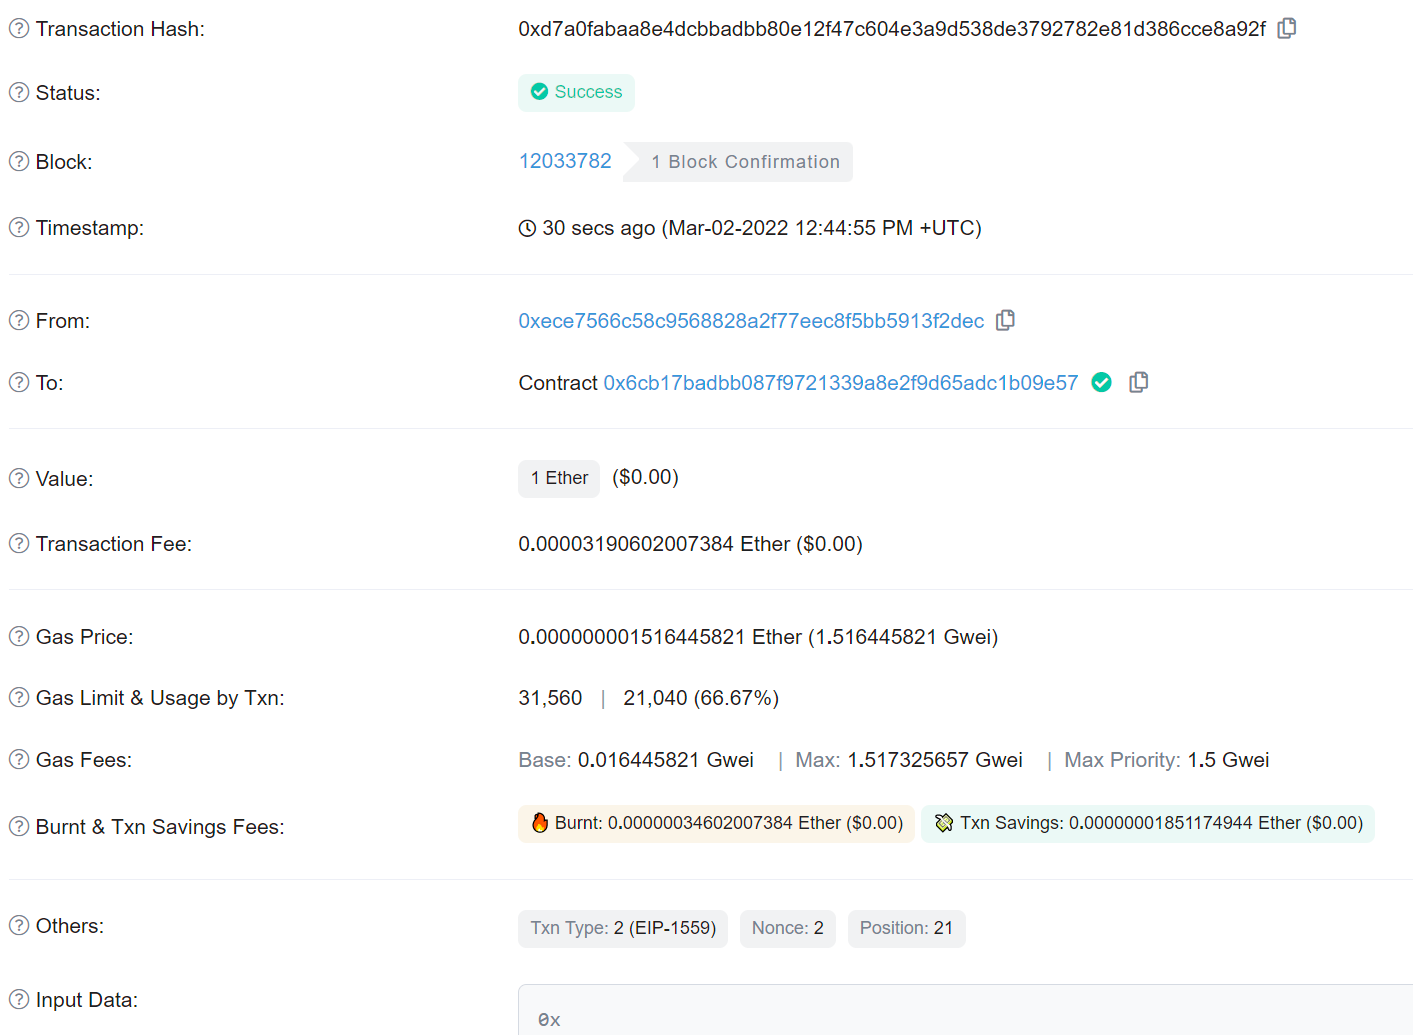 Transaction Hash: 0xd7a0fabaa8e4dcbbadbb80e12f47c604e3a9d538de3792782e81d386cce8a92f
Status: Success
Block: 12033782 1 Block Confirmation
Timestamp: 30 secs ago (Mar-02-2022 12:44:55 PM +UTC)
From: 0xece7566c58c9568828a2f77eec8f5bb5913f2dec
To: Contract 0x6cb17badbb087f9721339a8e2f9d65adc1b09e57
Value: 1 Ether ($0.00)
Transaction Fee: 0.00003190602007384 Ether ($0.00)
Gas Price: 0.000000001516445821 Ether (1.516445821 Gwei)
Gas Limit & Usage by Txn: 31,560 | 21,040 (66.67%)
Gas Fees: Base: 0.016445821 Gwei | Max: 1.517325657 Gwei | Max Priority: 1.5 Gwei
Burnt & Txn Savings Fees: Burnt: 0.00000034602007384 Ether ($0.00) Txn Savings: 0.00000001851174944 Ether ($0.00)
Others: Txn Type: 2 (EIP-1559) Nonce: 2 Position: 21
Input Data: 0x